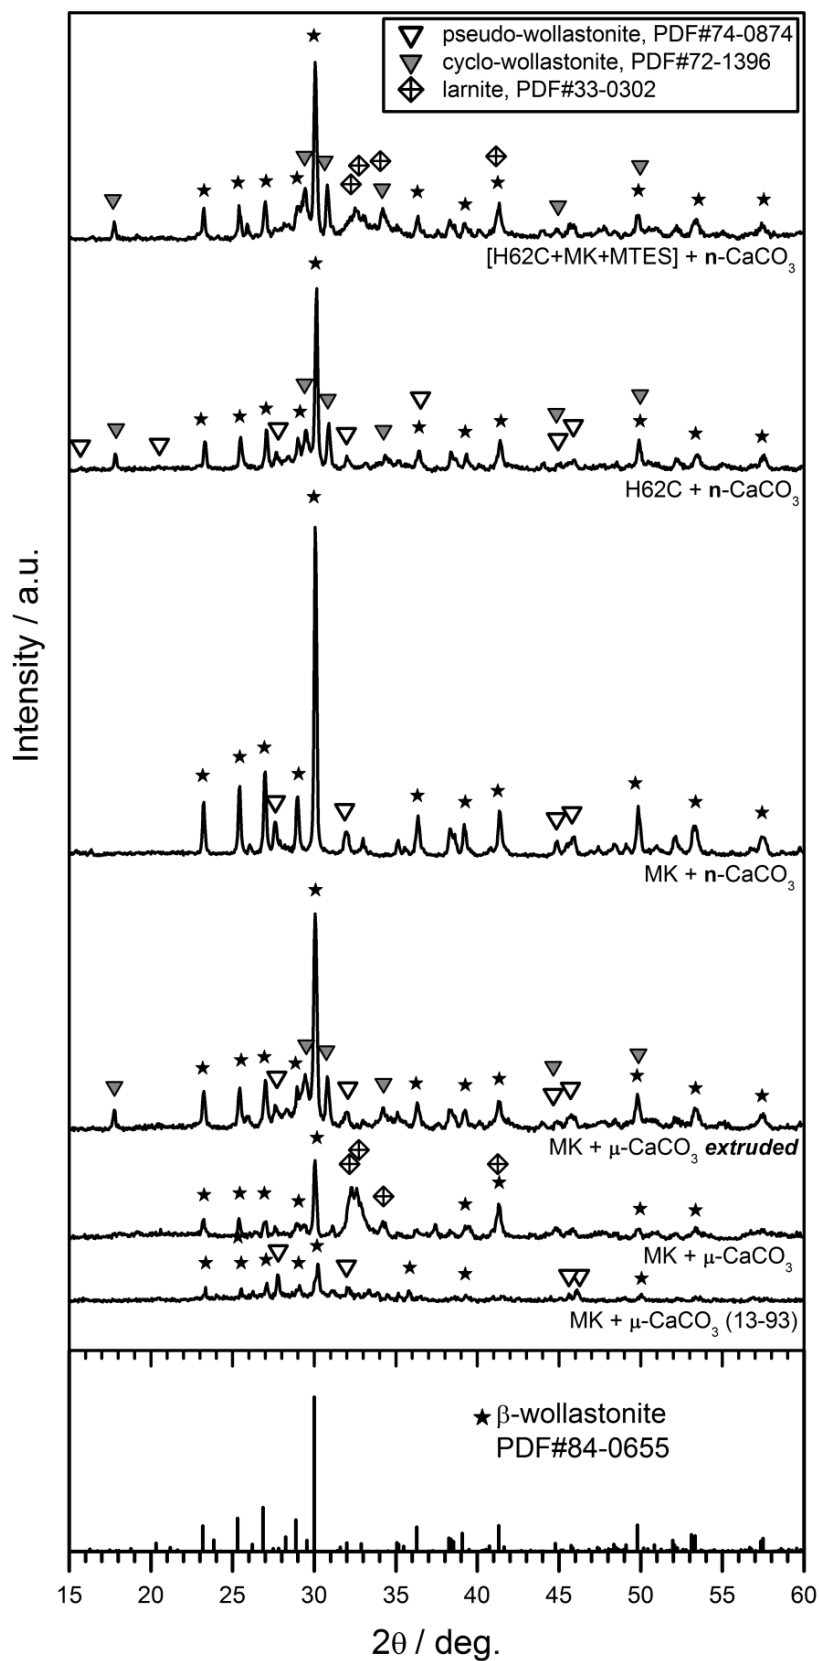 pseudo-wollastonite, PDF#74-0874
cyclo-wollastonite, PDF#72-1396
larnite, PDF#33-0302
[H62C+MK+MTES] + n-CaCO₃
H62C + n-CaCO₃
MK + n-CaCO₃
MK + μ-CaCO₃ extruded
MK + μ-CaCO₃
MK + μ-CaCO₃ (13-93)
Intensity / a.u.
★ β-wollastonite
PDF#84-0655
15 20 25 30 35 40 45 50 55 60
2θ / deg.